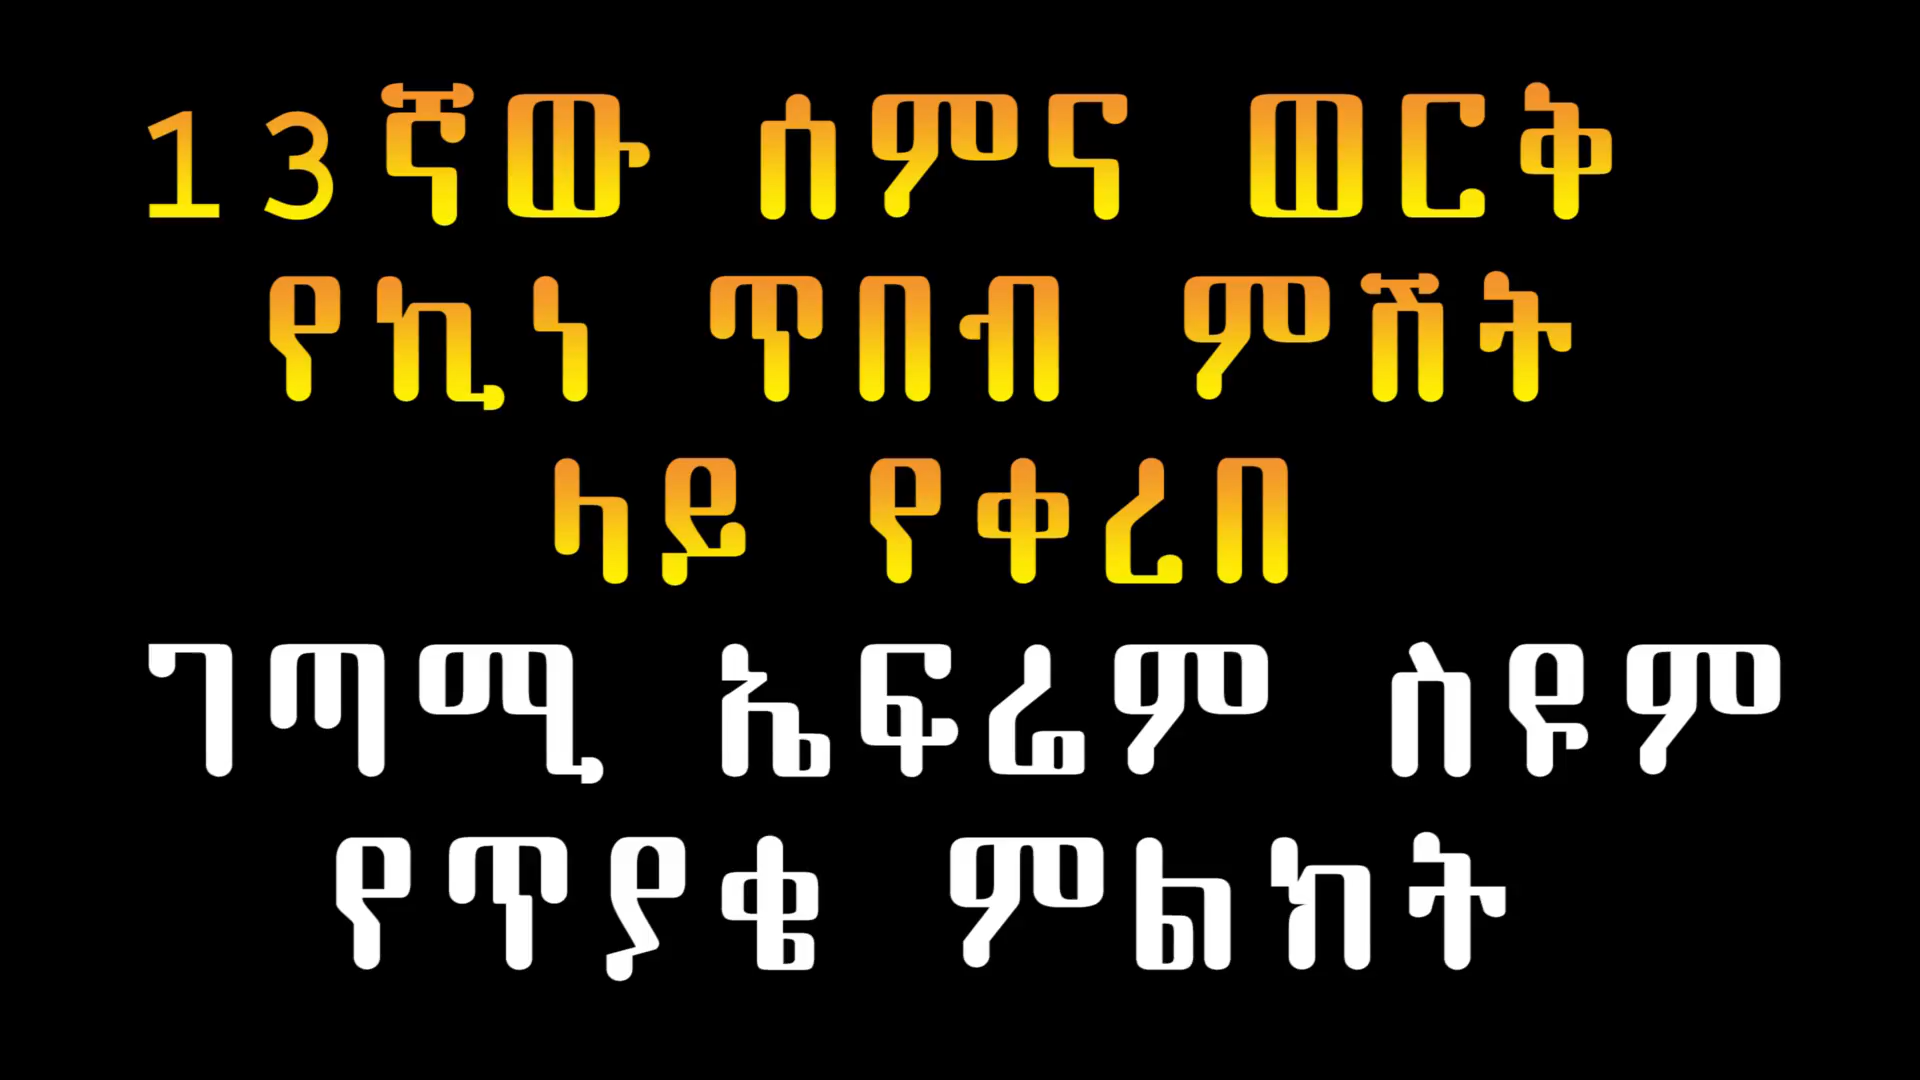 13ኛው ሰምና ወርቅ
የኪነ ጥበብ ምሽት
ላይ የቀረበ
ገጣሚ ኤፍሬም ስዩም
የጥያቄ ምልክት